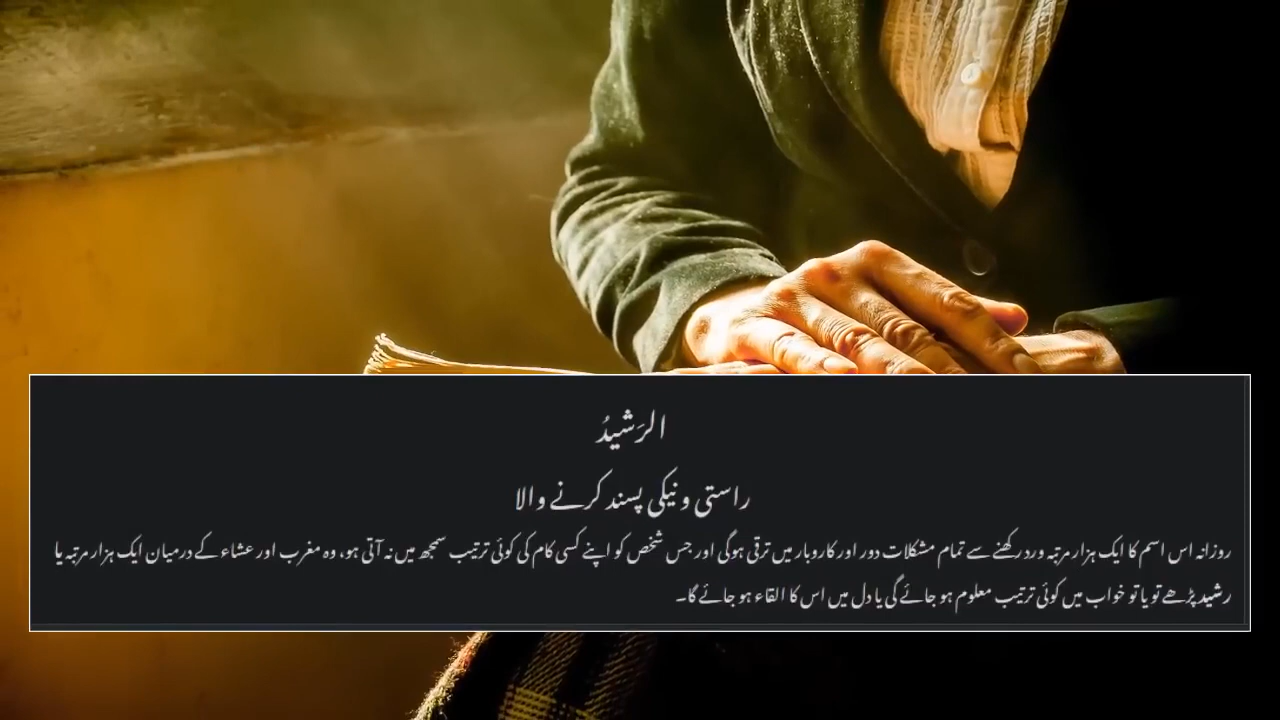 الرَشیدُ
راستی و نیکی پسند کرنے والا
روزانہ اس اسم کا ایک ہزار مرتبہ ورد رکھنے سے تمام مشکلات دور اور کاروبار میں ترقی ہوگی اور جس شخص کو اپنے کسی کام کی کوئی ترتیب سمجھ میں نہ آتی ہو، وہ مغرب اور عشاء کے درمیان ایک ہزار مرتبہ یا
رشید پڑھے تو یا تو خواب میں کوئی ترتیب معلوم ہو جائے گی یا دل میں اس کا القاء ہو جائے گا۔